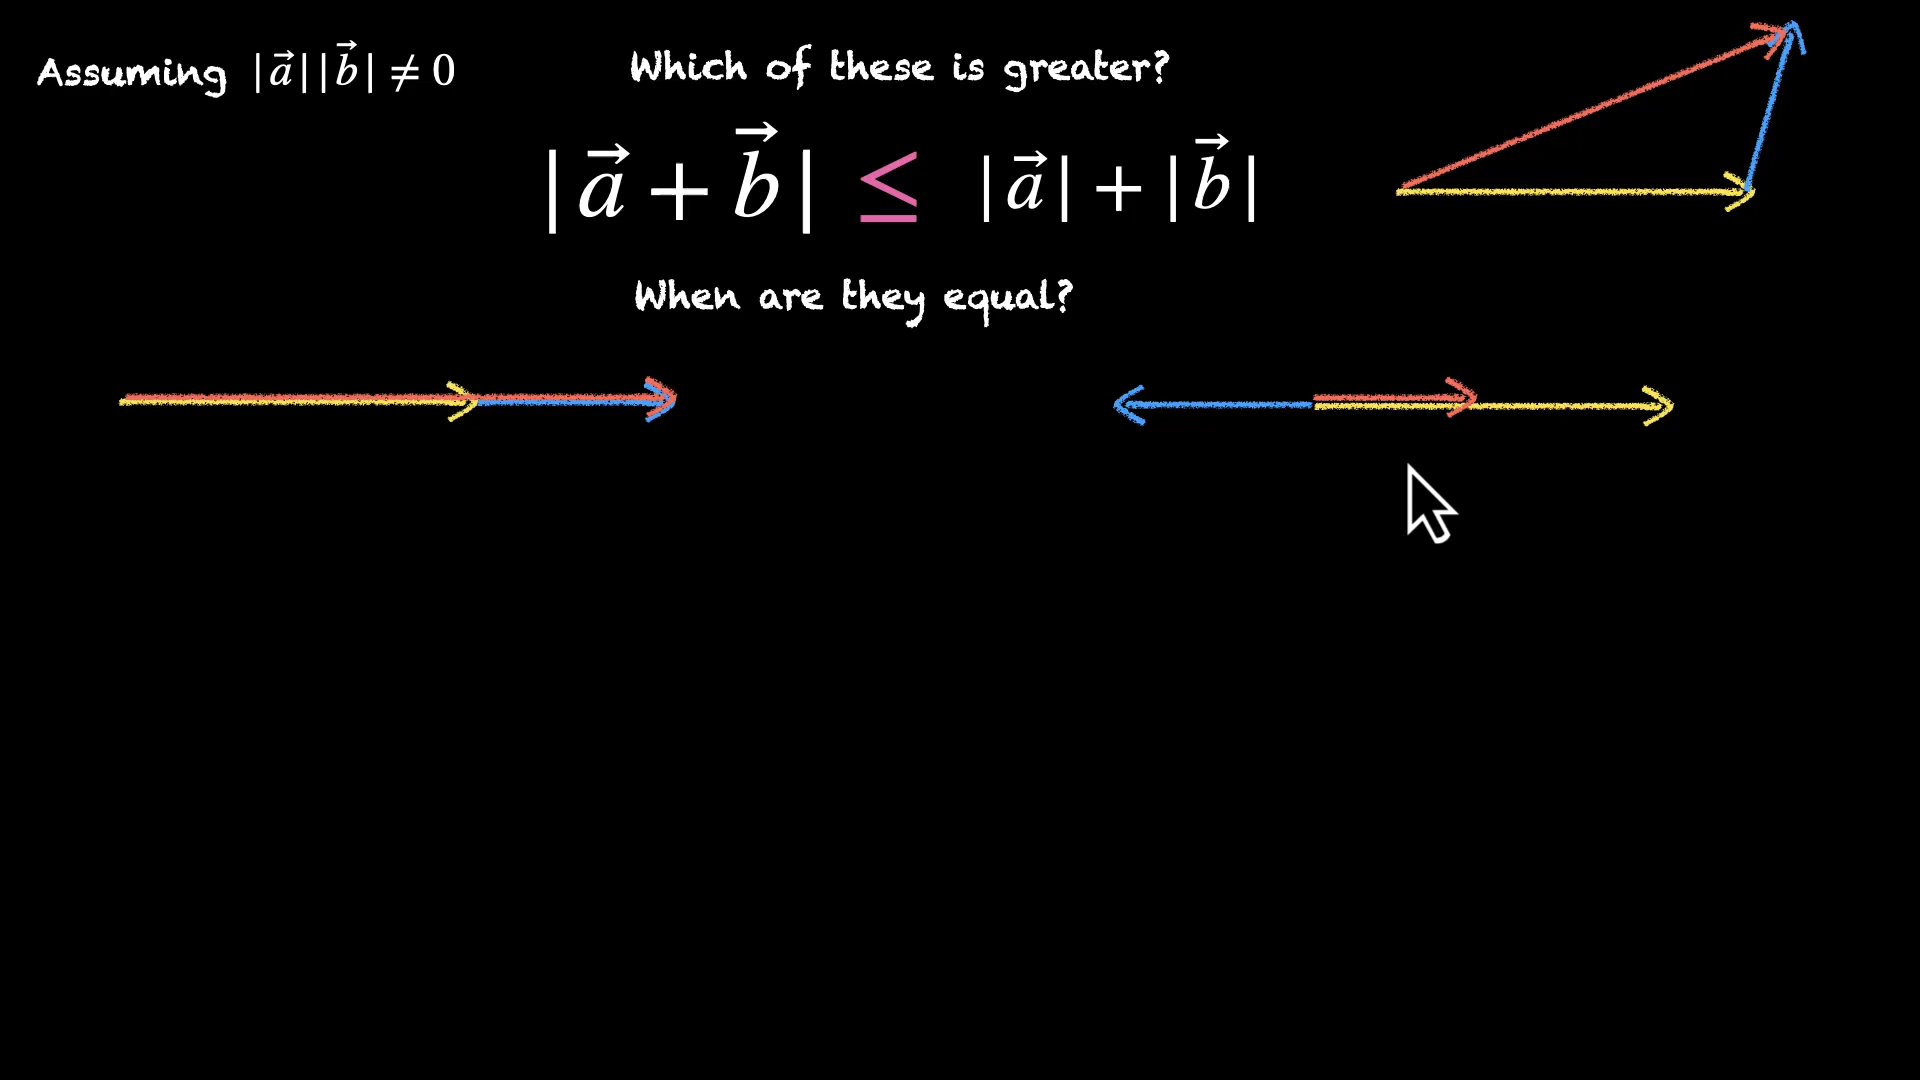 Assuming |a⃗||b⃗| ≠ 0
Which of these is greater?
|a⃗ + b⃗| ≤ |a⃗| + |b⃗|
When are they equal?